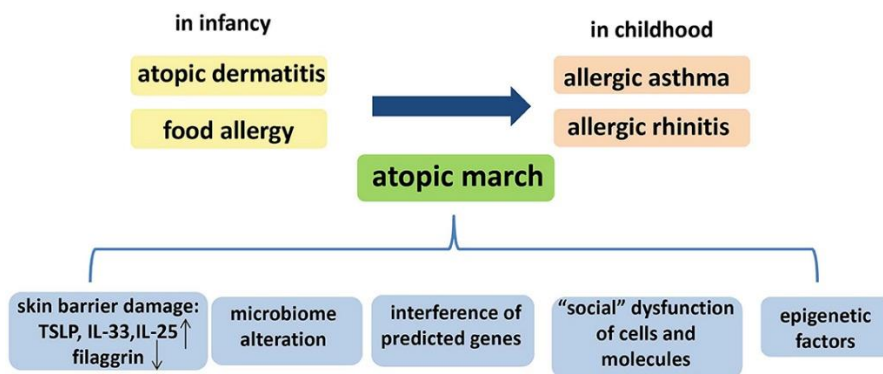 in infancy
in childhood
atopic dermatitis
allergic asthma
food allergy
allergic rhinitis
atopic march
skin barrier damage:
TSLP, IL-33,IL-25↑
filaggrin ↓
microbiome
alteration
interference of
predicted genes
“social” dysfunction
of cells and
molecules
epigenetic
factors